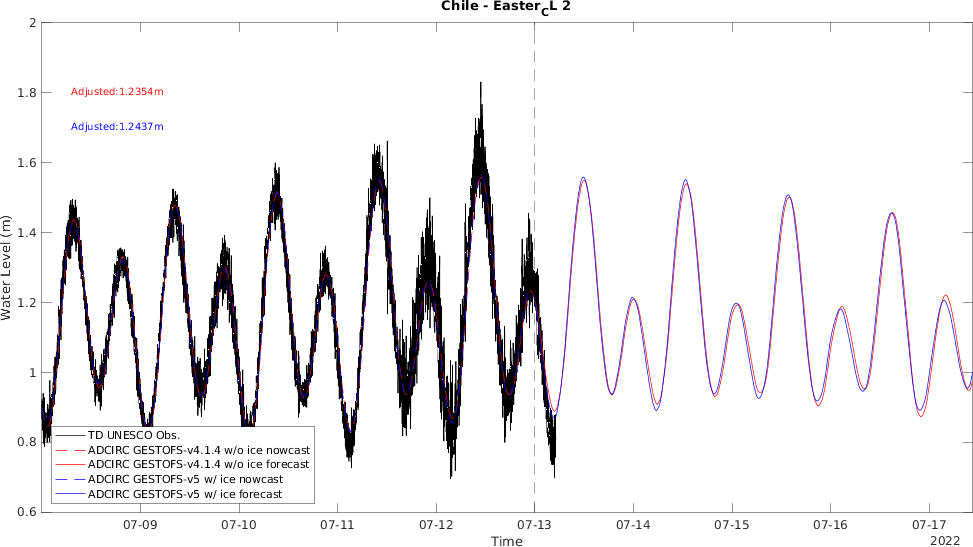 Chile - Easter_CL 2
2
1.8
1.6
1.4
1.2
1
0.8
0.6
Water Level (m)
Adjusted:1.2354m
Adjusted:1.2437m
TD UNESCO Obs.
ADCIRC GESTOFS-v4.1.4 w/o ice nowcast
ADCIRC GESTOFS-v4.1.4 w/o ice forecast
ADCIRC GESTOFS-v5 w/ ice nowcast
ADCIRC GESTOFS-v5 w/ ice forecast
07-09 07-10 07-11 07-12 07-13 07-14 07-15 07-16 07-17
Time
2022